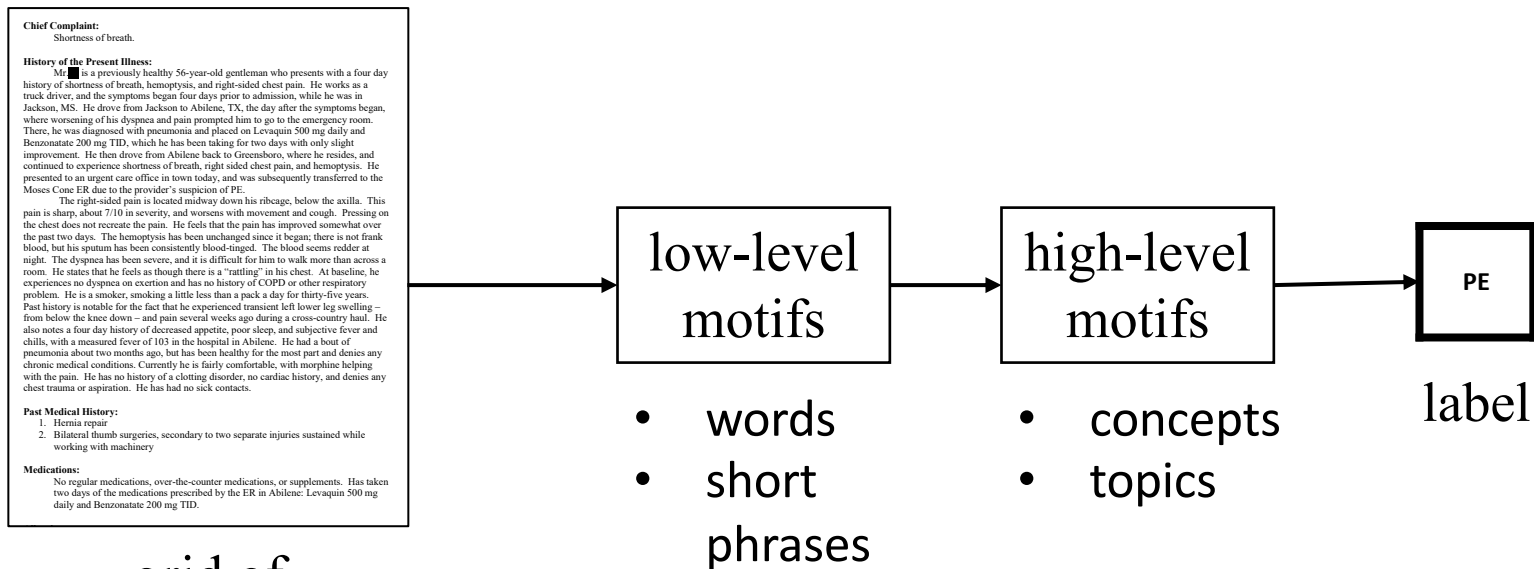 Chief Complaint:
Shortness of breath.
History of the Present Illness:
Mr. is a previously healthy 56-year-old gentleman who presents with a four day
history of shortness of breath, hemoptysis, and right-sided chest pain. He works as a
truck driver, and the symptoms began four days prior to admission, while he was in
Jackson, MS. He drove from Jackson to Abilene, TX, the day after the symptoms began,
where worsening of his dyspnea and pain prompted him to go to the emergency room.
There, he was diagnosed with pneumonia and placed on Levaquin 500 mg daily and
Benzonatate 200 mg TID, which he has been taking for two days with only slight
improvement. He then drove from Abilene back to Greensboro, where he resides, and
continued to experience shortness of breath, right sided chest pain, and hemoptysis. He
presented to an urgent care office in town today, and was subsequently transferred to the
Moses Cone ER due to the provider's suspicion of PE.
The right-sided pain is located midway down his ribcage, below the axilla. This
pain is sharp, about 7/10 in severity, and worsens with movement and cough. Pressing on
the chest does not recreate the pain. He feels that the pain has improved somewhat over
the past two days. The hemoptysis has been unchanged since it began; there is not frank
blood, but his sputum has been consistently blood-tinged. The blood seems redder at
night. The dyspnea has been severe, and it is difficult for him to walk more than across a
room. He states that he feels as though there is a "rattling" in his chest. At baseline, he
experiences no dyspnea on exertion and has no history of COPD or other respiratory
problem. He is a smoker, smoking a little less than a pack a day for thirty-five years.
Past history is notable for the fact that he experienced transient left lower leg swelling –
from below the knee down – and pain several weeks ago during a cross-country haul. He
also notes a four day history of decreased appetite, poor sleep, and subjective fever and
chills, with a measured fever of 103 in the hospital in Abilene. He had a bout of
pneumonia about two months ago, but has been healthy for the most part and denies any
chronic medical conditions. Currently he is fairly comfortable, with morphine helping
with the pain. He has no history of a clotting disorder, no cardiac history, and denies any
chest trauma or aspiration. He has had no sick contacts.
Past Medical History:
1. Hernia repair
2. Bilateral thumb surgeries, secondary to two separate injuries sustained while
working with machinery
Medications:
No regular medications, over-the-counter medications, or supplements. Has taken
two days of the medications prescribed by the ER in Abilene: Levaquin 500 mg
daily and Benzonatate 200 mg TID.
low-level
motifs
• words
• short
phrases
high-level
motifs
• concepts
• topics
PE
label
grid of